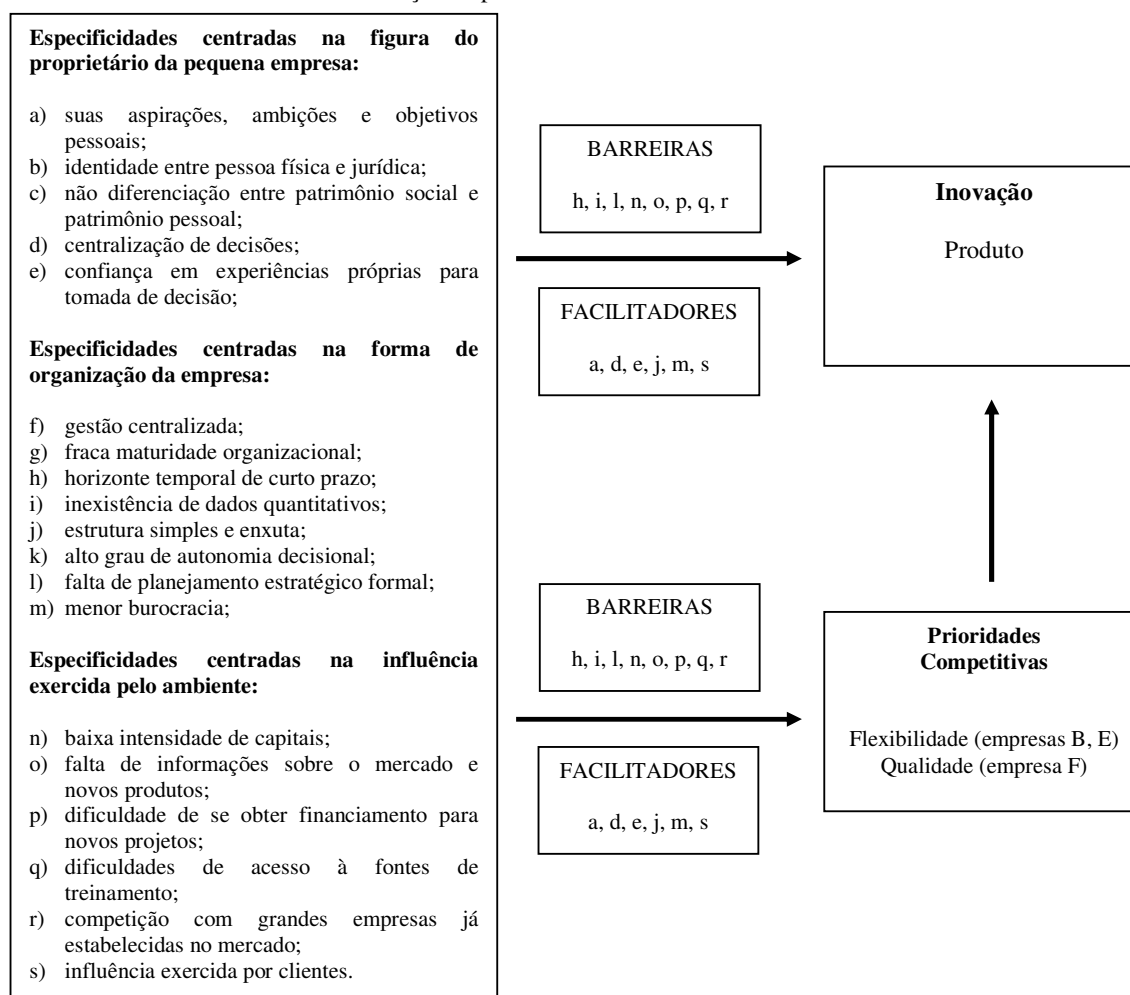 Especificidades centradas na figura do
proprietário da pequena empresa:
a) suas aspirações, ambições e objetivos
pessoais;
b) identidade entre pessoa física e jurídica;
c) não diferenciação entre patrimônio social e
patrimônio pessoal;
d) centralização de decisões;
e) confiança em experiências próprias para
tomada de decisão;
Especificidades centradas na forma de
organização da empresa:
f) gestão centralizada;
g) fraca maturidade organizacional;
h) horizonte temporal de curto prazo;
i) inexistência de dados quantitativos;
j) estrutura simples e enxuta;
k) alto grau de autonomia decisional;
l) falta de planejamento estratégico formal;
m) menor burocracia;
Especificidades centradas na influência
exercida pelo ambiente:
n) baixa intensidade de capitais;
o) falta de informações sobre o mercado e
novos produtos;
p) dificuldade de se obter financiamento para
novos projetos;
q) dificuldades de acesso à fontes de
treinamento;
r) competição com grandes empresas já
estabelecidas no mercado;
s) influência exercida por clientes.
BARREIRAS
h, i, l, n, o, p, q, r
FACILITADORES
a, d, e, j, m, s
Inovação
Produto
BARREIRAS
h, i, l, n, o, p, q, r
FACILITADORES
a, d, e, j, m, s
Prioridades
Competitivas
Flexibilidade (empresas B, E)
Qualidade (empresa F)